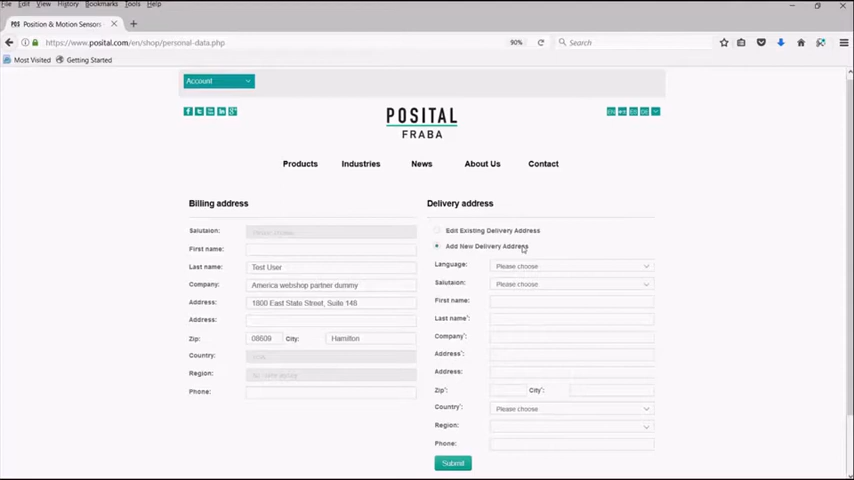 File Edit View History Bookmarks Tools Help
POS Position & Motion Sensors
https://www.posital.com/en/shop/personal-data.php 90% Search
Most Visited Getting Started
Account
POSITAL
FRABA
Products Industries News About Us Contact
Billing address
Salutaion:
First name:
Last name: Test User
Company: America webshop partner dummy
Address: 1800 East State Street, Suite 148
Address:
Zip: 08609 City: Hamilton
Country:
Region:
Phone:
Delivery address
Edit Existing Delivery Address
Add New Delivery Address
Language: Please choose
Salutaion: Please choose
First name:
Last name*:
Company*:
Address*:
Address:
Zip*: City*:
Country*: Please choose
Region:
Phone:
Submit